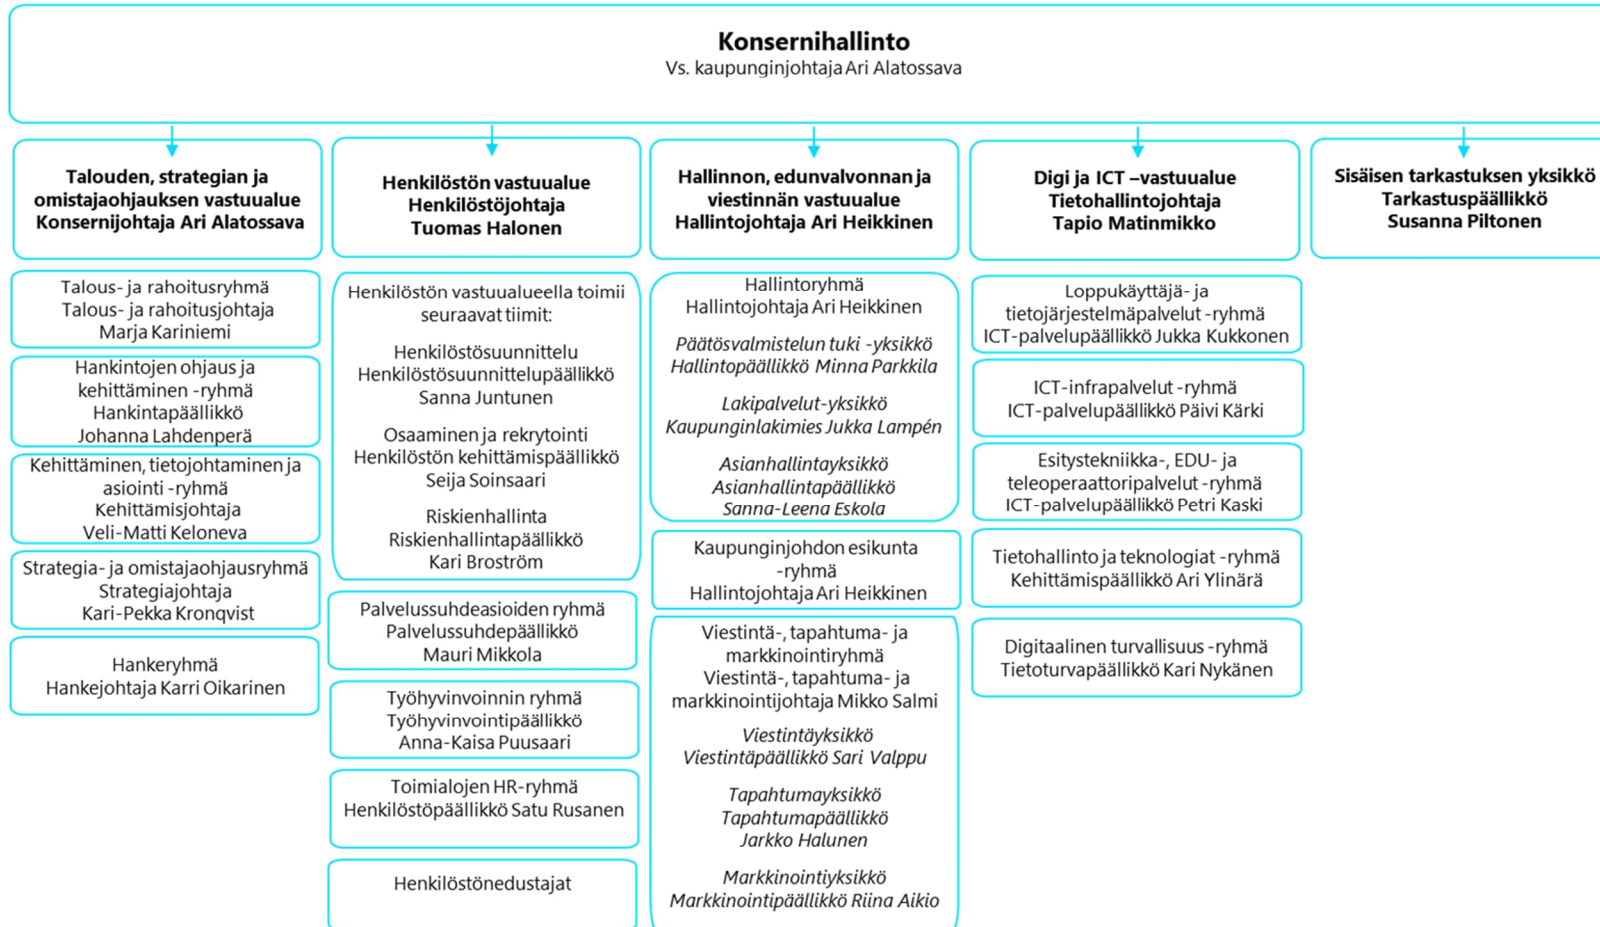 Konsernihallinto
Vs. kaupunginjohtaja Ari Alatossava
Talouden, strategian ja
omistajaohjauksen vastuualue
Konsernijohtaja Ari Alatossava
Talous- ja rahoitusryhmä
Talous- ja rahoitusjohtaja
Marja Kariniemi
Hankintojen ohjaus ja
kehittäminen -ryhmä
Hankintapäällikkö
Johanna Lahdenperä
Kehittäminen, tietojohtaminen ja
asiointi -ryhmä
Kehittämisjohtaja
Veli-Matti Keloneva
Strategia- ja omistajaohjausryhmä
Strategiajohtaja
Kari-Pekka Kronqvist
Hankeryhmä
Hankejohtaja Karri Oikarinen
Henkilöstön vastuualue
Henkilöstöjohtaja
Tuomas Halonen
Henkilöstön vastuualueella toimii
seuraavat tiimit:
Henkilöstösuunnittelu
Henkilöstösuunnittelupäällikkö
Sanna Juntunen
Osaaminen ja rekrytointi
Henkilöstön kehittämispäällikkö
Seija Soinsaari
Riskienhallinta
Riskienhallintapäällikkö
Kari Broström
Palvelussuhdeasioiden ryhmä
Palvelussuhdepäällikkö
Mauri Mikkola
Työhyvinvoinnin ryhmä
Työhyvinvointipäällikkö
Anna-Kaisa Puusaari
Toimialojen HR-ryhmä
Henkilöstöpäällikkö Satu Rusanen
Henkilöstönedustajat
Hallinnon, edunvalvonnan ja
viestinnän vastuualue
Hallintojohtaja Ari Heikkinen
Hallintoryhmä
Hallintojohtaja Ari Heikkinen
Päätösvalmistelun tuki -yksikkö
Hallintopäällikkö Minna Parkkila
Lakipalvelut-yksikkö
Kaupunginlakimies Jukka Lampén
Asianhallintayksikkö
Asianhallintapäällikkö
Sanna-Leena Eskola
Kaupunginjohdon esikunta
-ryhmä
Hallintojohtaja Ari Heikkinen
Viestintä-, tapahtuma- ja
markkinointiryhmä
Viestintä-, tapahtuma- ja
markkinointijohtaja Mikko Salmi
Viestintäyksikkö
Viestintäpäällikkö Sari Valppu
Tapahtumayksikkö
Tapahtumapäällikkö
Jarkko Halunen
Markkinointiyksikkö
Markkinointipäällikkö Riina Aikio
Digi ja ICT –vastuualue
Tietohallintojohtaja
Tapio Matinmikko
Loppukäyttäjä- ja
tietojärjestelmäpalvelut -ryhmä
ICT-palvelupäällikkö Jukka Kukkonen
ICT-infrapalvelut -ryhmä
ICT-palvelupäällikkö Päivi Kärki
Esitystekniikka-, EDU- ja
teleoperaattoripalvelut -ryhmä
ICT-palvelupäällikkö Petri Kaski
Tietohallinto ja teknologiat -ryhmä
Kehittämispäällikkö Ari Ylinärä
Digitaalinen turvallisuus -ryhmä
Tietoturvapäällikkö Kari Nykänen
Sisäisen tarkastuksen yksikkö
Tarkastuspäällikkö
Susanna Piltonen